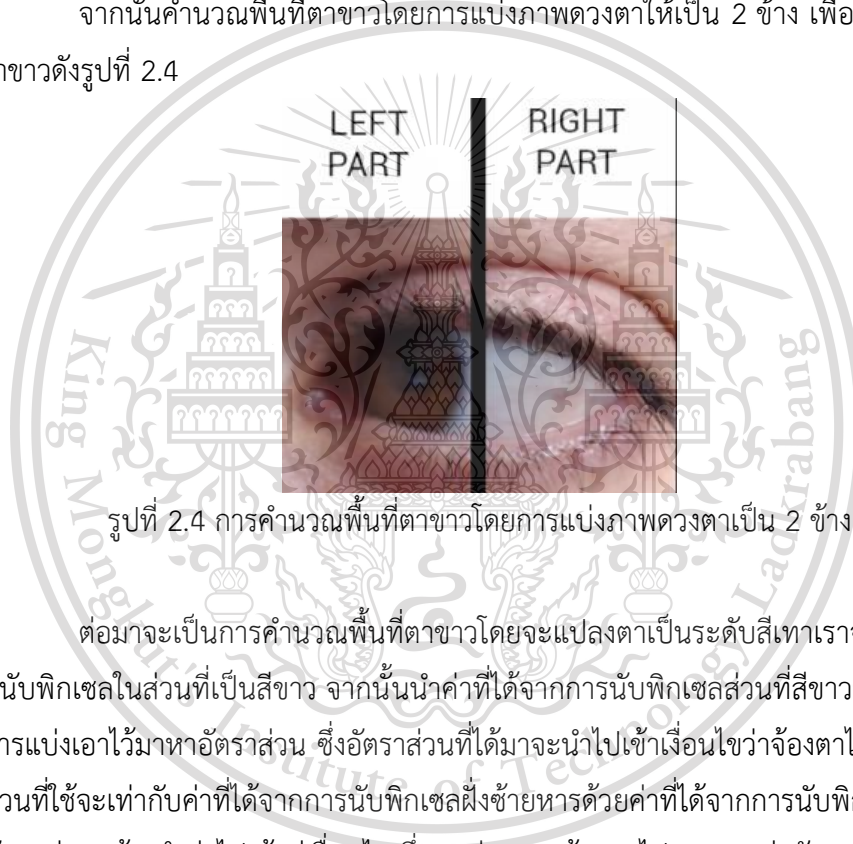 จากนั้นคำนวณพื้นที่ตาขาวโดยการแบ่งภาพดวงตาให้เป็น 2 ข้าง เพื่อ
าขาวดังรูปที่ 2.4
LEFT
PART
RIGHT
PART
รูปที่ 2.4 การคำนวณพื้นที่ตาขาวโดยการแบ่งภาพดวงตาเป็น 2 ข้าง
ต่อมาจะเป็นการคำนวณพื้นที่ตาขาวโดยจะแปลงตาเป็นระดับสีเทาเรา
นับพิกเซลในส่วนที่เป็นสีขาว จากนั้นนำค่าที่ได้จากการนับพิกเซลส่วนที่สีขาว
ารแบ่งเอาไว้มาหาอัตราส่วน ซึ่งอัตราส่วนที่ได้มาจะนำไปเข้าเงื่อนไขว่าจ้องตาไ
วนที่ใช้จะเท่ากับค่าที่ได้จากการนับพิกเซลฝั่งซ้ายหารด้วยค่าที่ได้จากการนับพิก
King Mongkut's Institute of Technology Ladkrabang